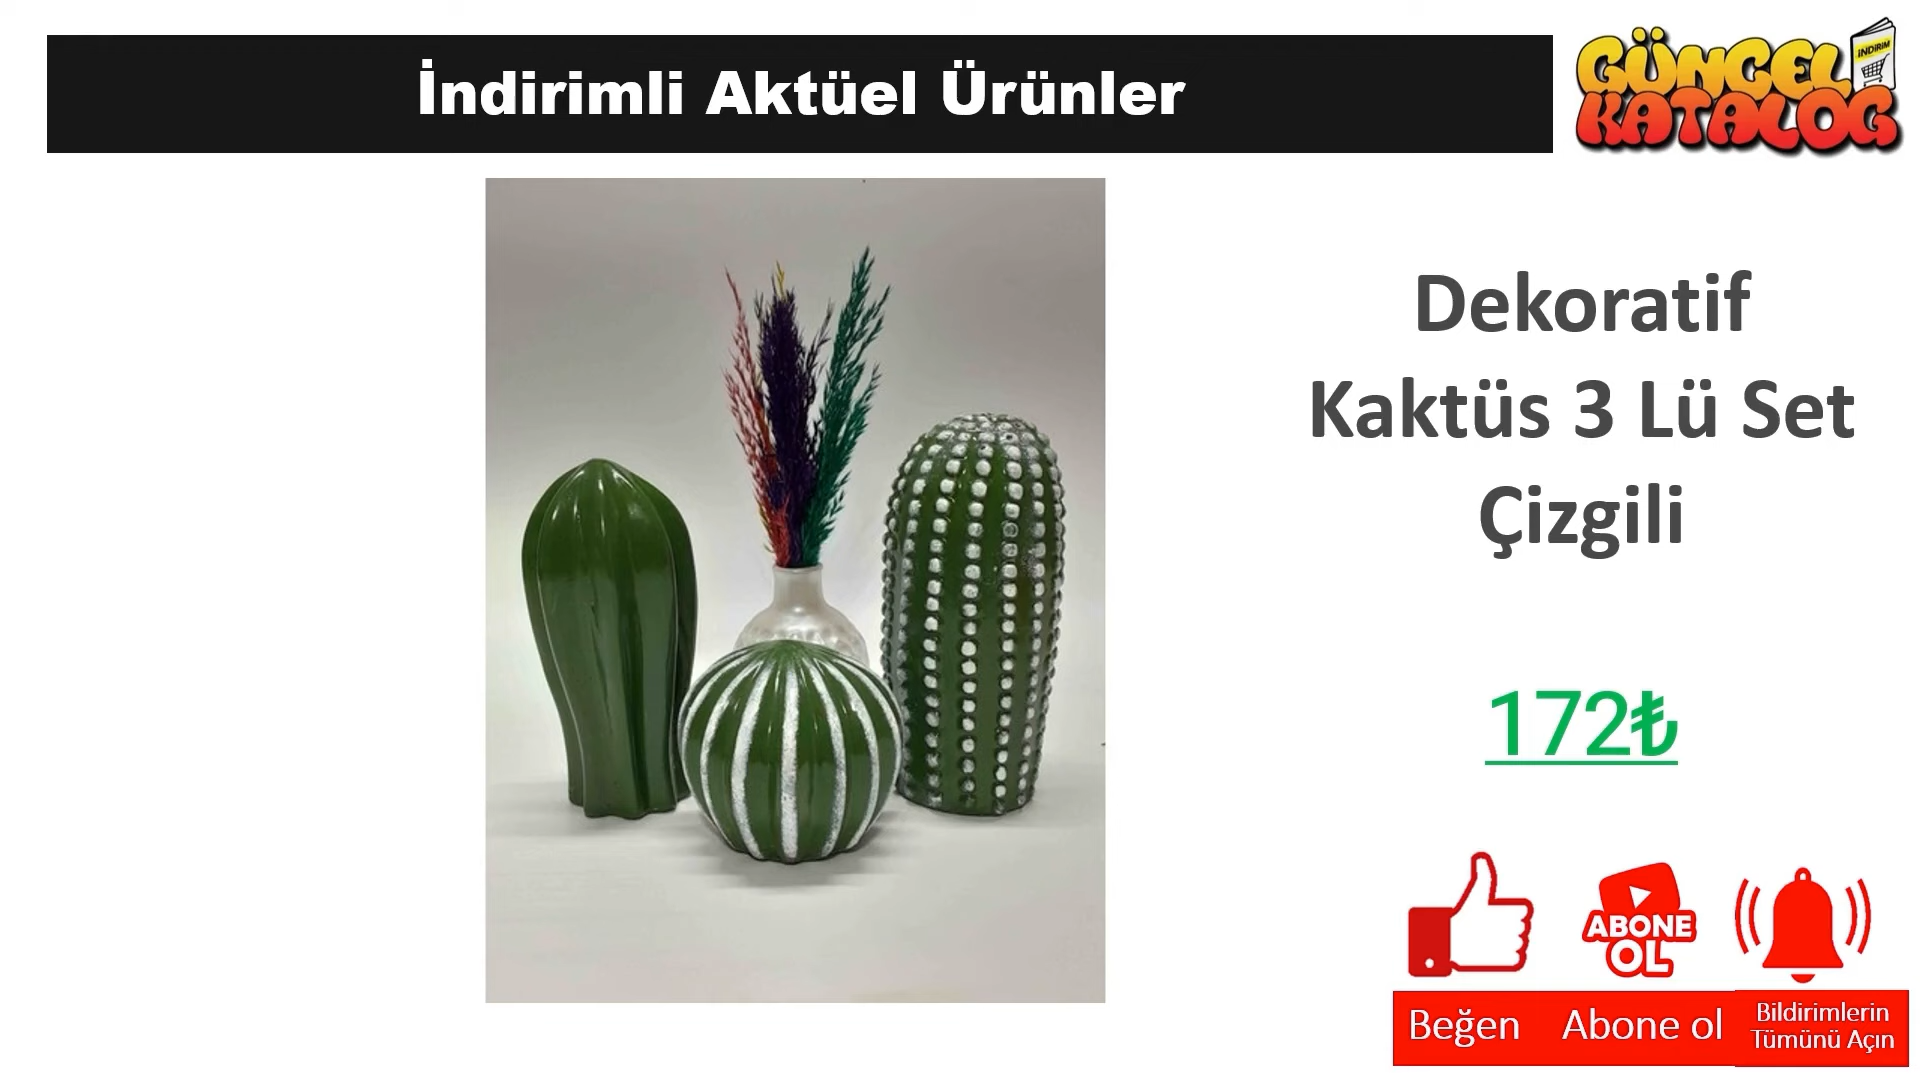 İndirimli Aktüel Ürünler
GÜNCEL
İNDİRİM
KATALOG
Dekoratif
Kaktüs 3 Lü Set
Çizgili
172₺
ABONE
OL
Beğen
Abone ol
Bildirimlerin
Tümünü Açın